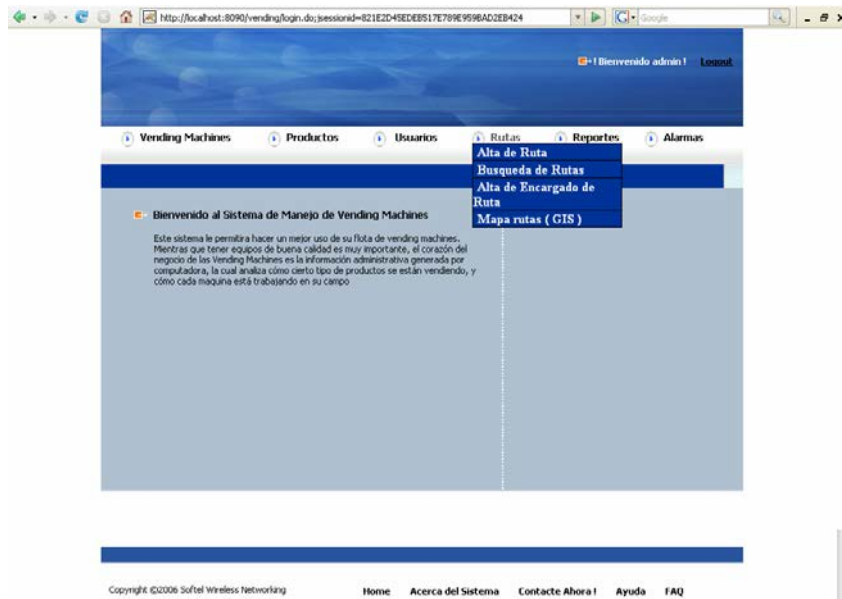 http://localhost:8090/vending/login.do;jsessionid=821E2D45EDEB517E789E959BAD2EB424
Google
! Bienvenido admin ! Logout
Vending Machines Productos Usuarios Rutas Reportes Alarmas
Alta de Ruta
Busqueda de Rutas
Alta de Encargado de
Ruta
Mapa rutas ( GIS )
Bienvenido al Sistema de Manejo de Vending Machines
Este sistema le permitira hacer un mejor uso de su flota de vending machines.
Mentras que tener equipos de buena calidad es muy importante, el corazón del
negocio de las Vending Machines es la información administrativa generada por
computadora, la cual analiza cómo cierto tipo de productos se están vendiendo, y
cómo cada maquina está trabajando en su campo
Copyright ©2006 Softel Wireless Networking
Home Acerca del Sistema Contacte Ahora ! Ayuda FAQ